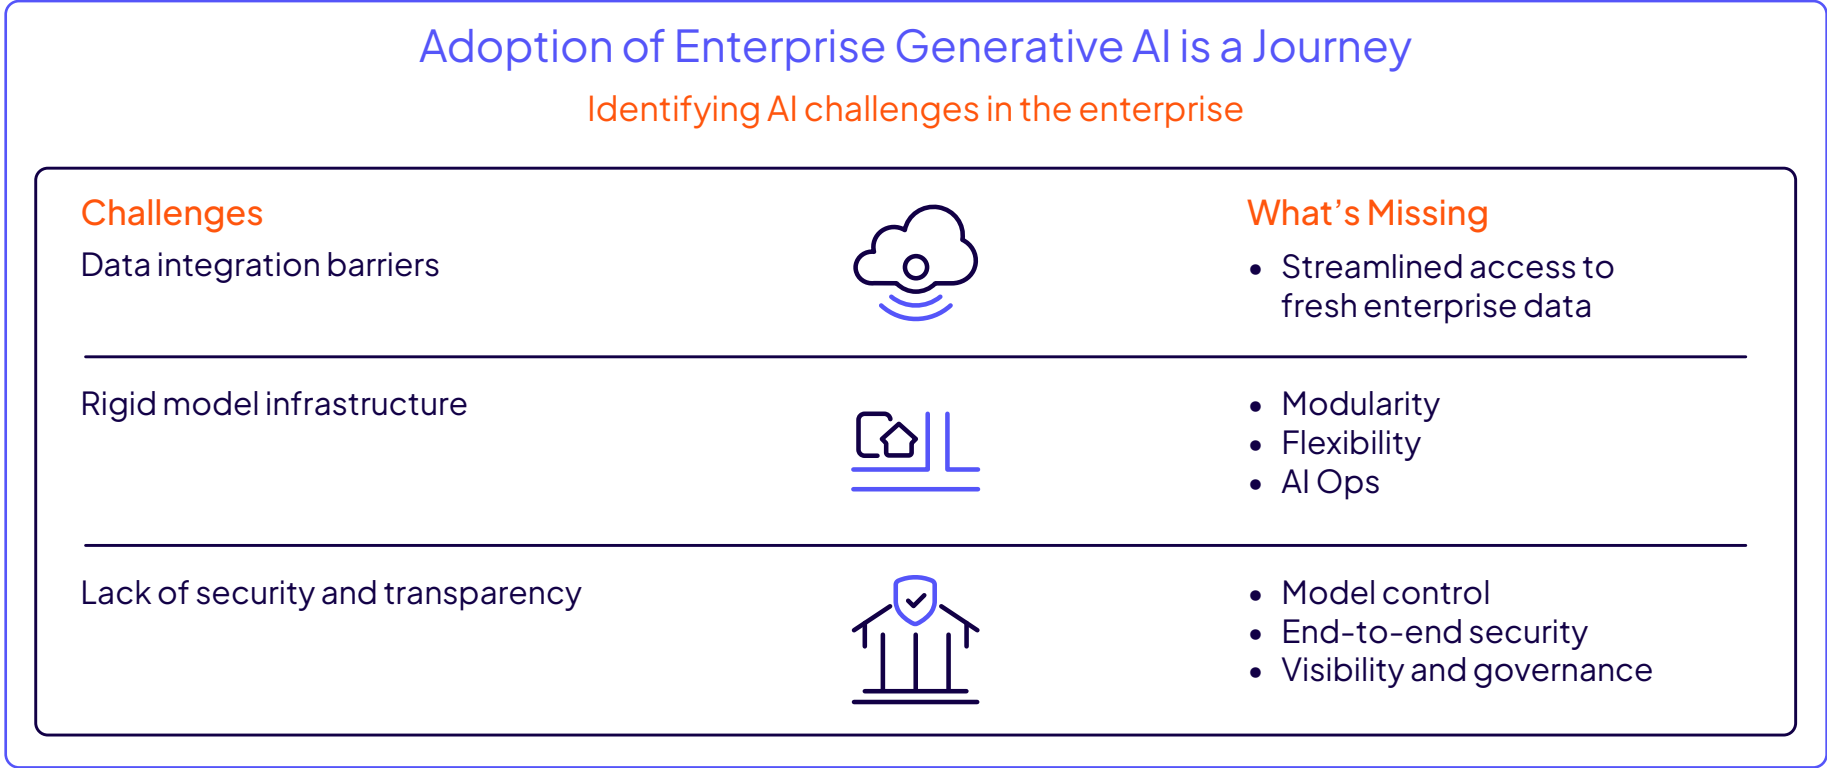 Adoption of Enterprise Generative AI is a Journey
Identifying AI challenges in the enterprise
Challenges
What's Missing
Data integration barriers
• Streamlined access to
fresh enterprise data
Rigid model infrastructure
• Modularity
• Flexibility
• AI Ops
Lack of security and transparency
• Model control
• End-to-end security
• Visibility and governance